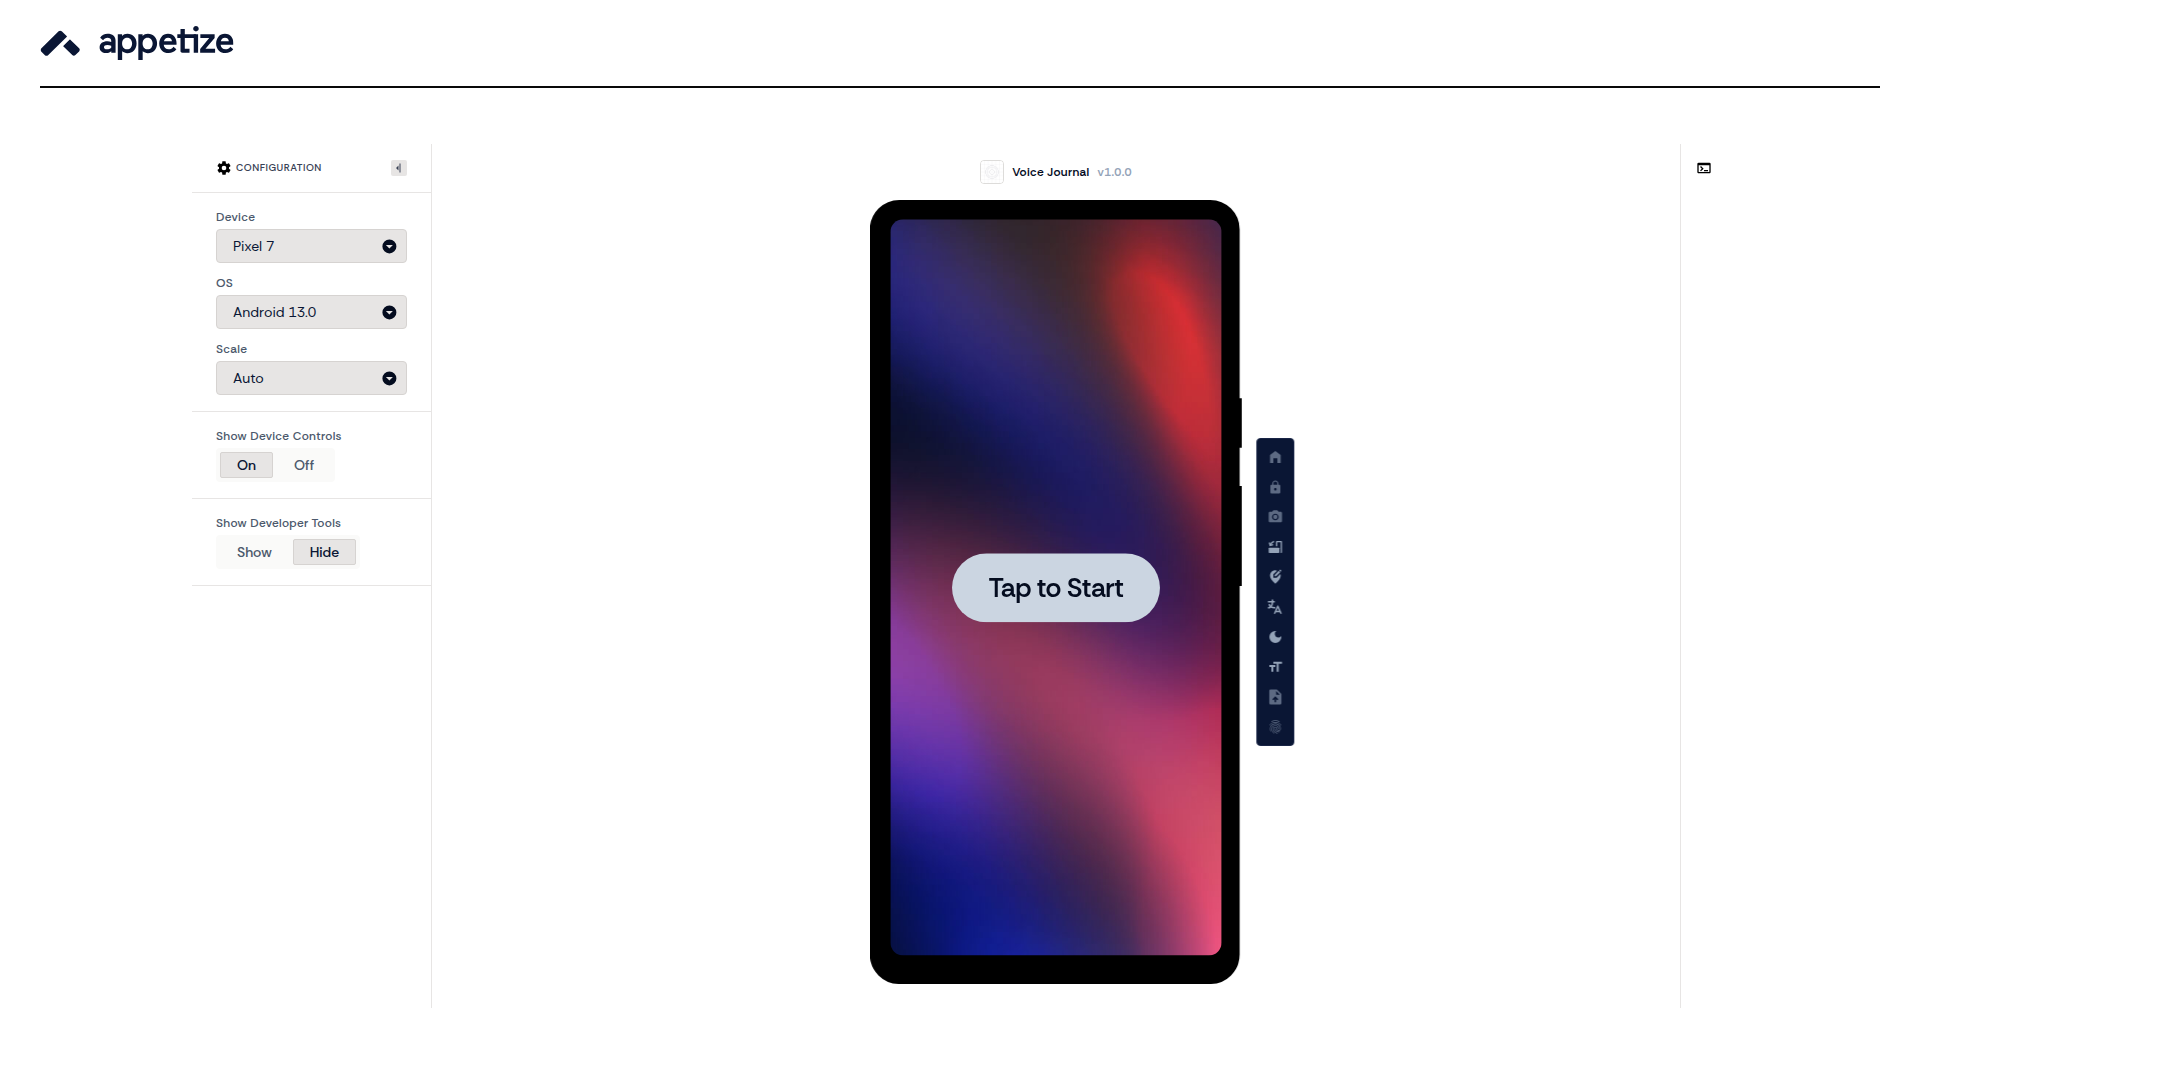 appetize
CONFIGURATION
Device
Pixel 7
OS
Android 13.0
Scale
Auto
Show Device Controls
On Off
Show Developer Tools
Show Hide
Voice Journal v1.0.0
Tap to Start